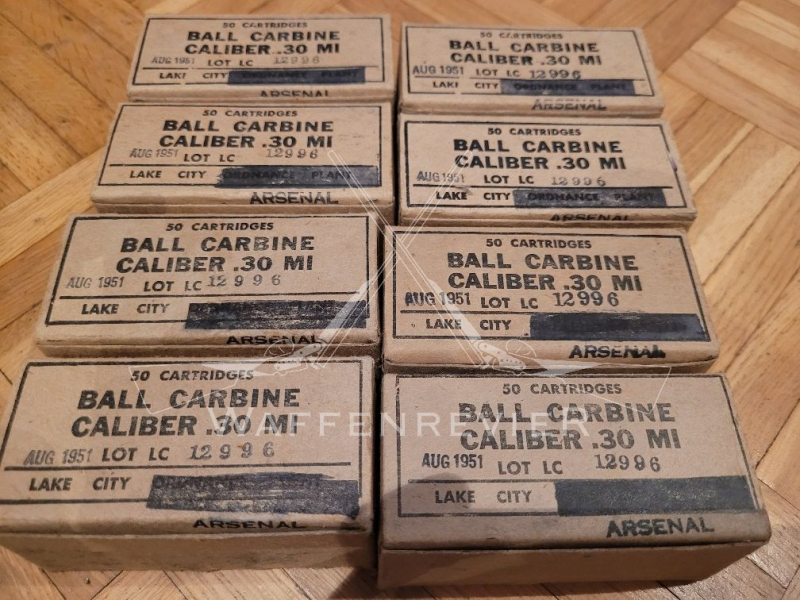 50 CARTRIDGES
BALL CARBINE
CALIBER .30 MI
AUG 1951 LOT LC 12996
LAKE CITY ORDNANCE PLANT
ARSENAL
50 CARTRIDGES
BALL CARBINE
CALIBER .30 MI
AUG 1951 LOT LC 12996
LAKE CITY ORDNANCE PLANT
ARSENAL
50 CARTRIDGES
BALL CARBINE
CALIBER .30 MI
AUG 1951 LOT LC 12996
LAKE CITY ORDNANCE PLANT
ARSENAL
50 CARTRIDGES
BALL CARBINE
CALIBER .30 MI
AUG 1951 LOT LC 12996
LAKE CITY ORDNANCE PLANT
ARSENAL
50 CARTRIDGES
BALL CARBINE
CALIBER .30 MI
AUG 1951 LOT LC 12996
LAKE CITY
ARSENAL
50 CARTRIDGES
BALL CARBINE
CALIBER .30 MI
AUG 1951 LOT LC 12996
LAKE CITY
ARSENAL
50 CARTRIDGES
BALL CARBINE
CALIBER .30 MI
AUG 1951 LOT LC 12996
LAKE CITY ORDNANCE
ARSENAL
50 CARTRIDGES
BALL CARBINE
CALIBER .30 MI
AUG 1951 LOT LC 12996
LAKE CITY
ARSENAL
WAFFENREVIER